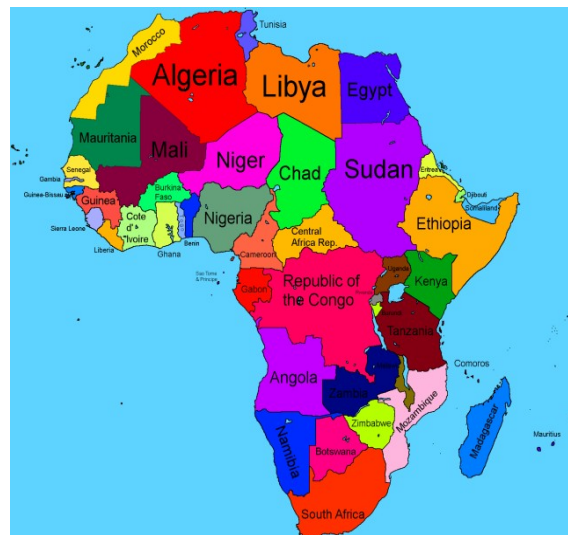 Tunisia
Morocco
Algeria
Libya
Egypt
Mauritania
Mali
Niger
Chad
Sudan
Eritrea
Senegal
Gambia
Guinea-Bissau
Guinea
Burkina
Faso
Djibouti
Somaliland
Sierra Leone
Cote
d'
"Ivoire
Nigeria
Ethiopia
Liberia
Ghana
Benin
Central
Africa Rep.
Cameroon
Sao Tome
& Principe
Gabon
Republic of
the Congo
Uganda
Kenya
Tanzania
Angola
Zambia
Comoros
Mozambique
Zimbabwe
Namibia
Botswana
Madagascar
Mauritius
South Africa